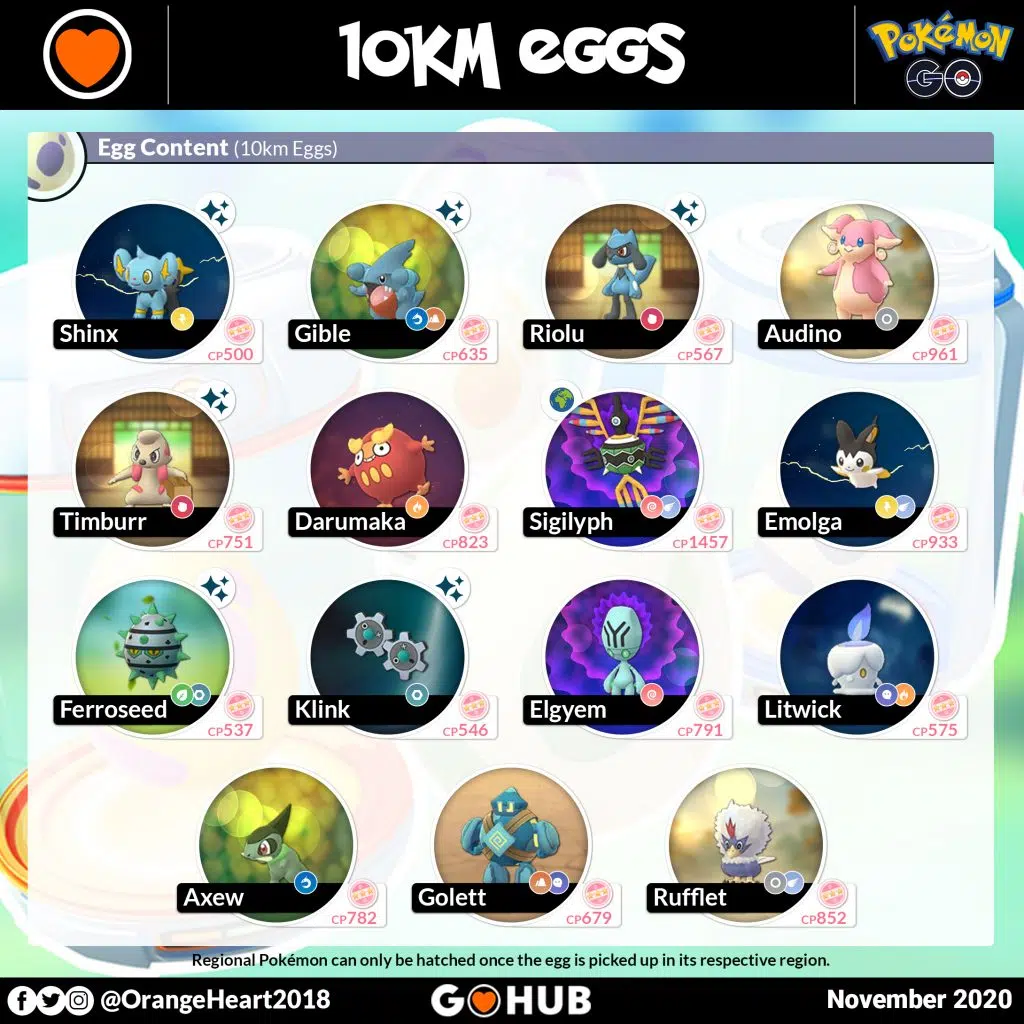 10KM EGGS
POKéMON
GO
Egg Content (10km Eggs)
Shinx
CP500
Gible
CP635
Riolu
CP567
Audino
CP961
Timburr
CP751
Darumaka
CP823
Sigilyph
CP1457
Emolga
CP933
Ferroseed
CP537
Klink
CP546
Elgyem
CP791
Litwick
CP575
Axew
CP782
Golett
CP679
Rufflet
CP852
Regional Pokémon can only be hatched once the egg is picked up in its respective region.
@OrangeHeart2018
GO HUB
November 2020